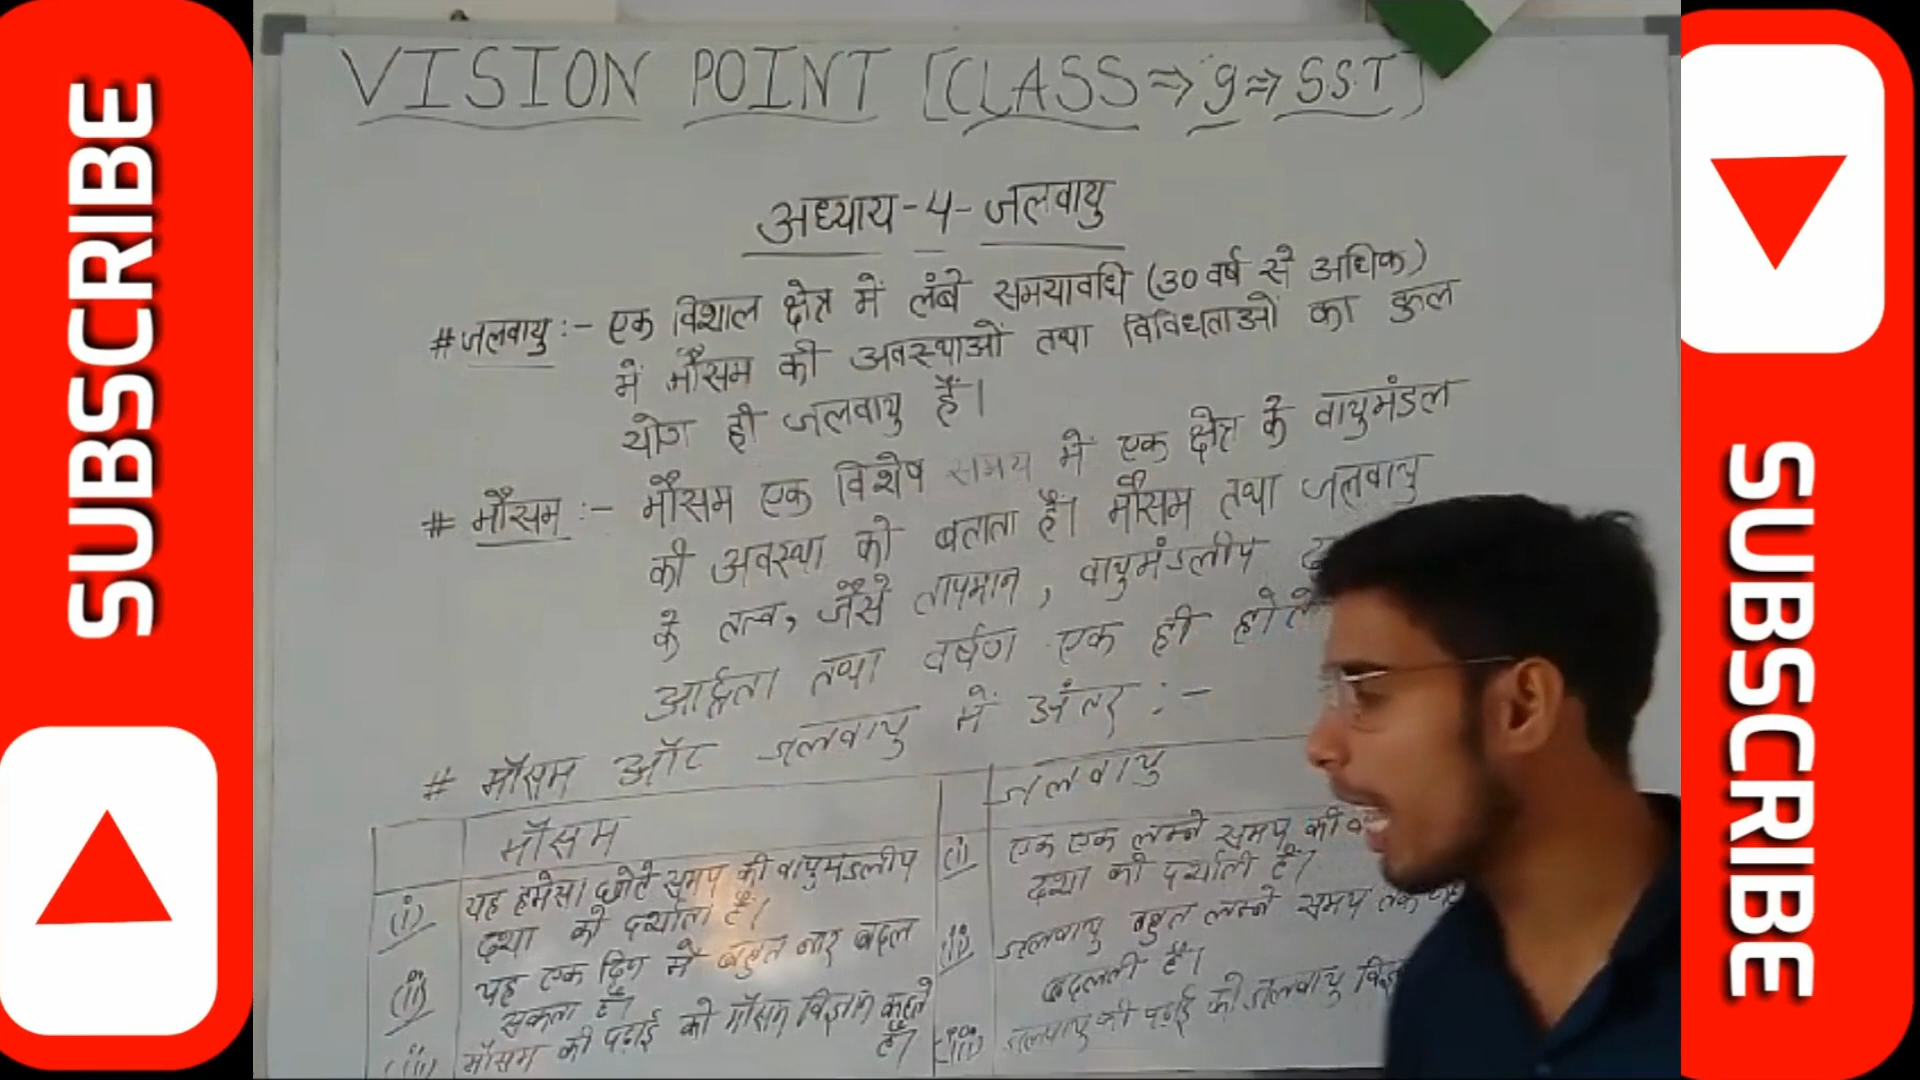 SUBSCRIBE
VISION POINT [CLASS⇒9⇒S.S.T]
अध्याय-4-जलवायु
# जलवायु :- एक विशाल क्षेत्र में लंबे समयावधि (30 वर्ष से अधिक)
में मौसम की अवस्थाओं तथा विविधताओं का कुल
योग ही जलवायु हैं।
# मौसम :- मौसम एक विशेष समय में एक क्षेत्र के वायुमंडल
की अवस्था को बताता हैं। मौसम तथा जलवायु
के तत्व, जैसे तापमान, वायुमंडलीय
आर्द्रता तथा वर्षण एक ही होते
# मौसम और जलवायु में अंतर :-
मौसम
जलवायु
(i) यह हमेसा छोटे समय की वायुमंडलीय
दशा को दर्शाता है।
(ii) यह एक दिन में बहुत बार बदल
सकता है।
(iii) मौसम की पढ़ाई को मौसम विज्ञान कहते
हैं।
(i) एक एक लम्बे समय की
दशा को दर्शाती हैं।
(ii) जलवायु बहुत लम्बे समय तक
बदलती हैं।
(iii) जलवायु की पढ़ाई को जलवायु
SUBSCRIBE